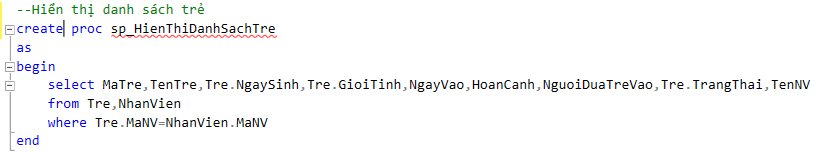 --Hiển thị danh sách trẻ
create proc sp_HienThiDanhSachTre
as
begin
select MaTre,TenTre,Tre.NgaySinh,Tre.GioiTinh,NgayVao,HoanCanh,NguoiDuaTreVao,Tre.TrangThai,TenNV
from Tre,NhanVien
where Tre.MaNV=NhanVien.MaNV
end